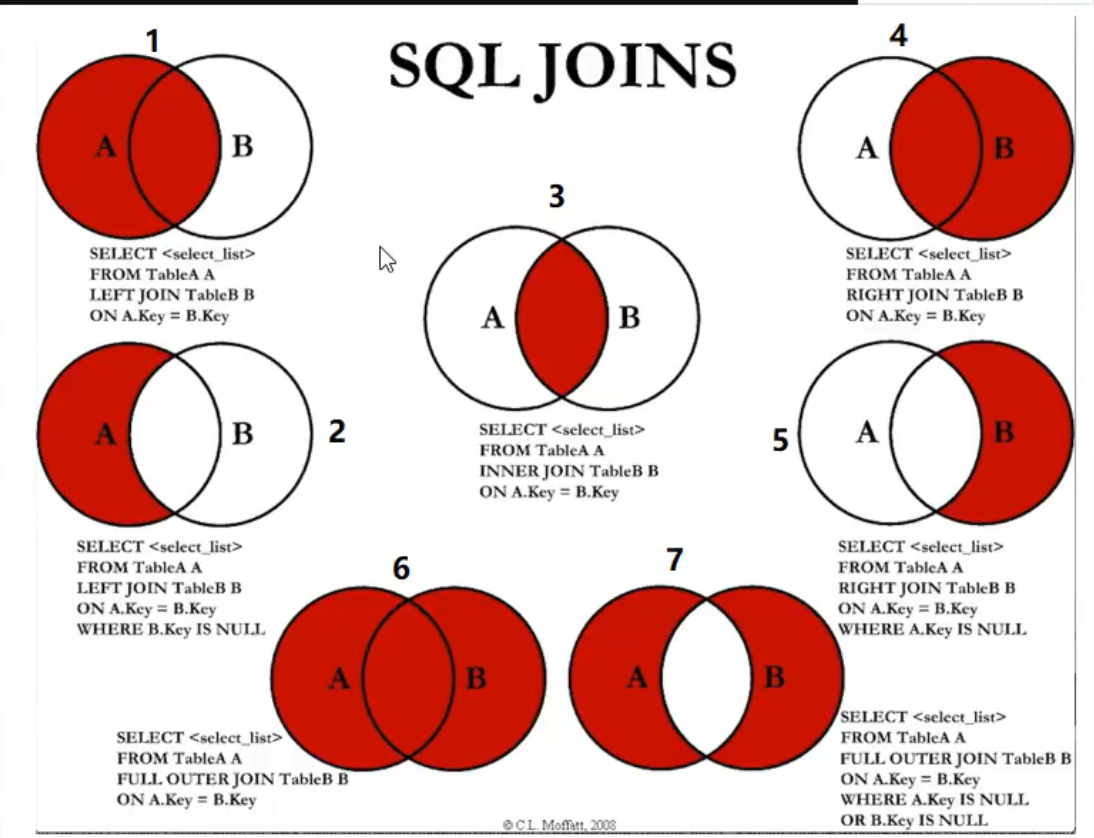 SQL JOINS
1
A
B
SELECT <select_list>
FROM TableA A
LEFT JOIN TableB B
ON A.Key = B.Key
2
A
B
SELECT <select_list>
FROM TableA A
LEFT JOIN TableB B
ON A.Key = B.Key
WHERE B.Key IS NULL
3
A
B
SELECT <select_list>
FROM TableA A
INNER JOIN TableB B
ON A.Key = B.Key
4
A
B
SELECT <select_list>
FROM TableA A
RIGHT JOIN TableB B
ON A.Key = B.Key
5
A
B
SELECT <select_list>
FROM TableA A
RIGHT JOIN TableB B
ON A.Key = B.Key
WHERE A.Key IS NULL
6
A
B
SELECT <select_list>
FROM TableA A
FULL OUTER JOIN TableB B
ON A.Key = B.Key
7
A
B
SELECT <select_list>
FROM TableA A
FULL OUTER JOIN TableB B
ON A.Key = B.Key
WHERE A.Key IS NULL
OR B.Key IS NULL
© C.L. Moffatt, 2008